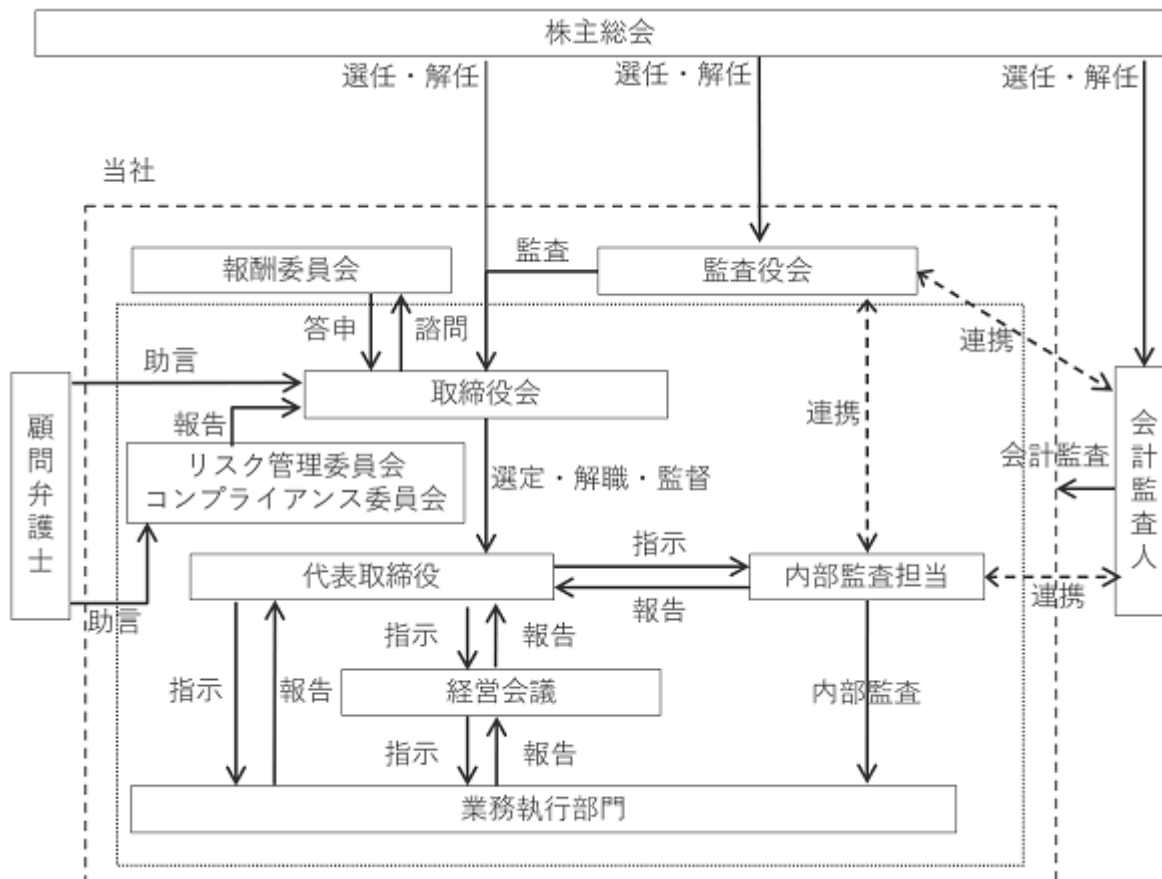 株主総会
選任・解任
選任・解任
選任・解任
当社
報酬委員会
監査
監査役会
答申
諮問
連携
助言
取締役会
連携
顧問弁護士
報告
リスク管理委員会
コンプライアンス委員会
選定・解職・監督
会計監査
会計監査人
代表取締役
指示
報告
内部監査担当
連携
助言
指示
報告
指示
報告
経営会議
内部監査
指示
報告
業務執行部門